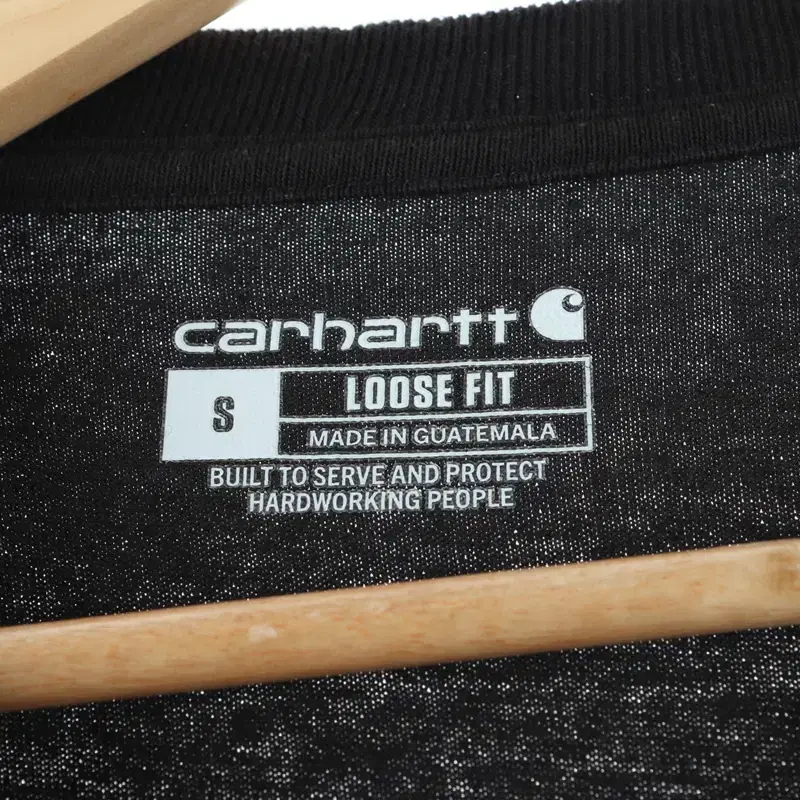 carhartt
S
LOOSE FIT
MADE IN GUATEMALA
BUILT TO SERVE AND PROTECT
HARDWORKING PEOPLE